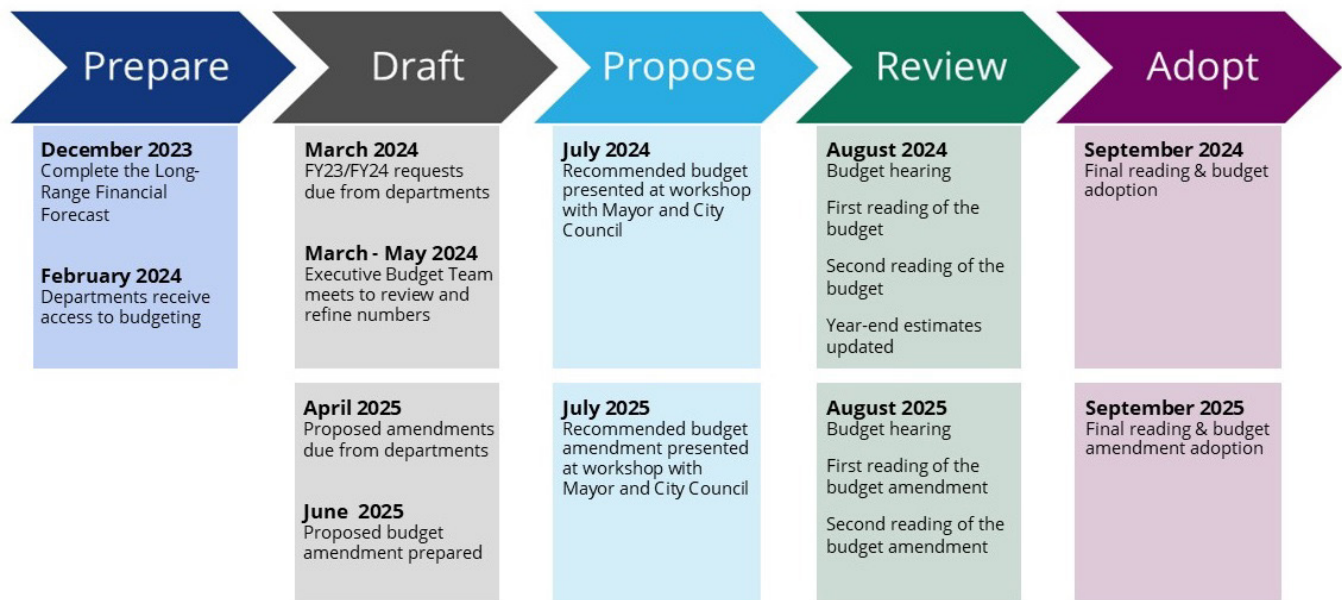 Prepare
Draft
Propose
Review
Adopt
December 2023
Complete the Long-
Range Financial
Forecast
February 2024
Departments receive
access to budgeting
March 2024
FY23/FY24 requests
due from departments
March - May 2024
Executive Budget Team
meets to review and
refine numbers
July 2024
Recommended budget
presented at workshop
with Mayor and City
Council
August 2024
Budget hearing
First reading of the
budget
Second reading of the
budget
Year-end estimates
updated
September 2024
Final reading & budget
adoption
April 2025
Proposed amendments
due from departments
June 2025
Proposed budget
amendment prepared
July 2025
Recommended budget
amendment presented
at workshop with
Mayor and City Council
August 2025
Budget hearing
First reading of the
budget amendment
Second reading of the
budget amendment
September 2025
Final reading & budget
amendment adoption